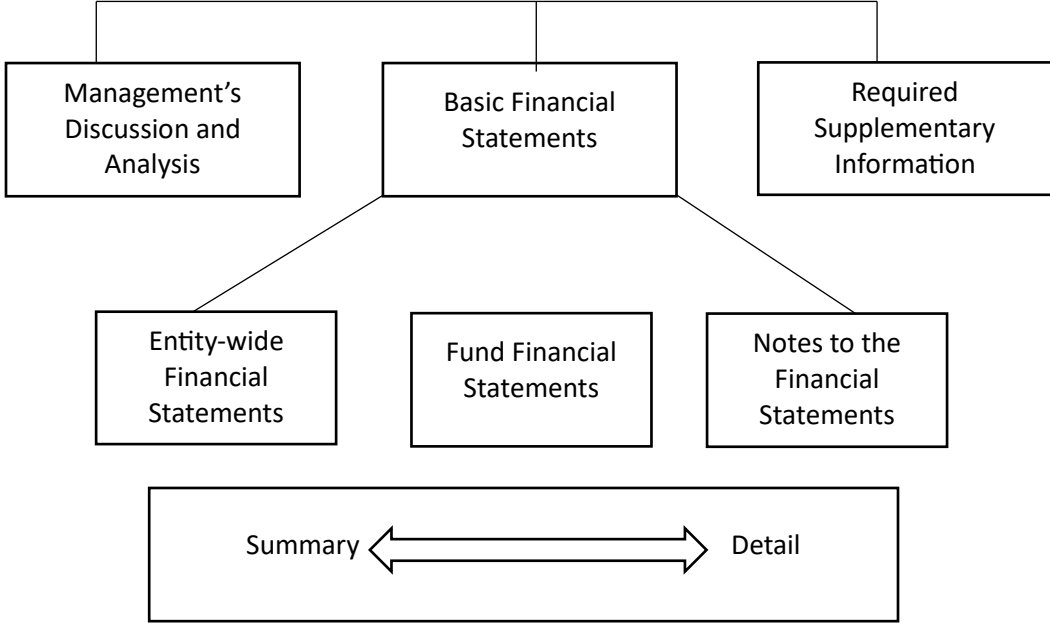 Management’s
Discussion and
Analysis
Basic Financial
Statements
Required
Supplementary
Information
Entity-wide
Financial
Statements
Fund Financial
Statements
Notes to the
Financial
Statements
Summary
Detail